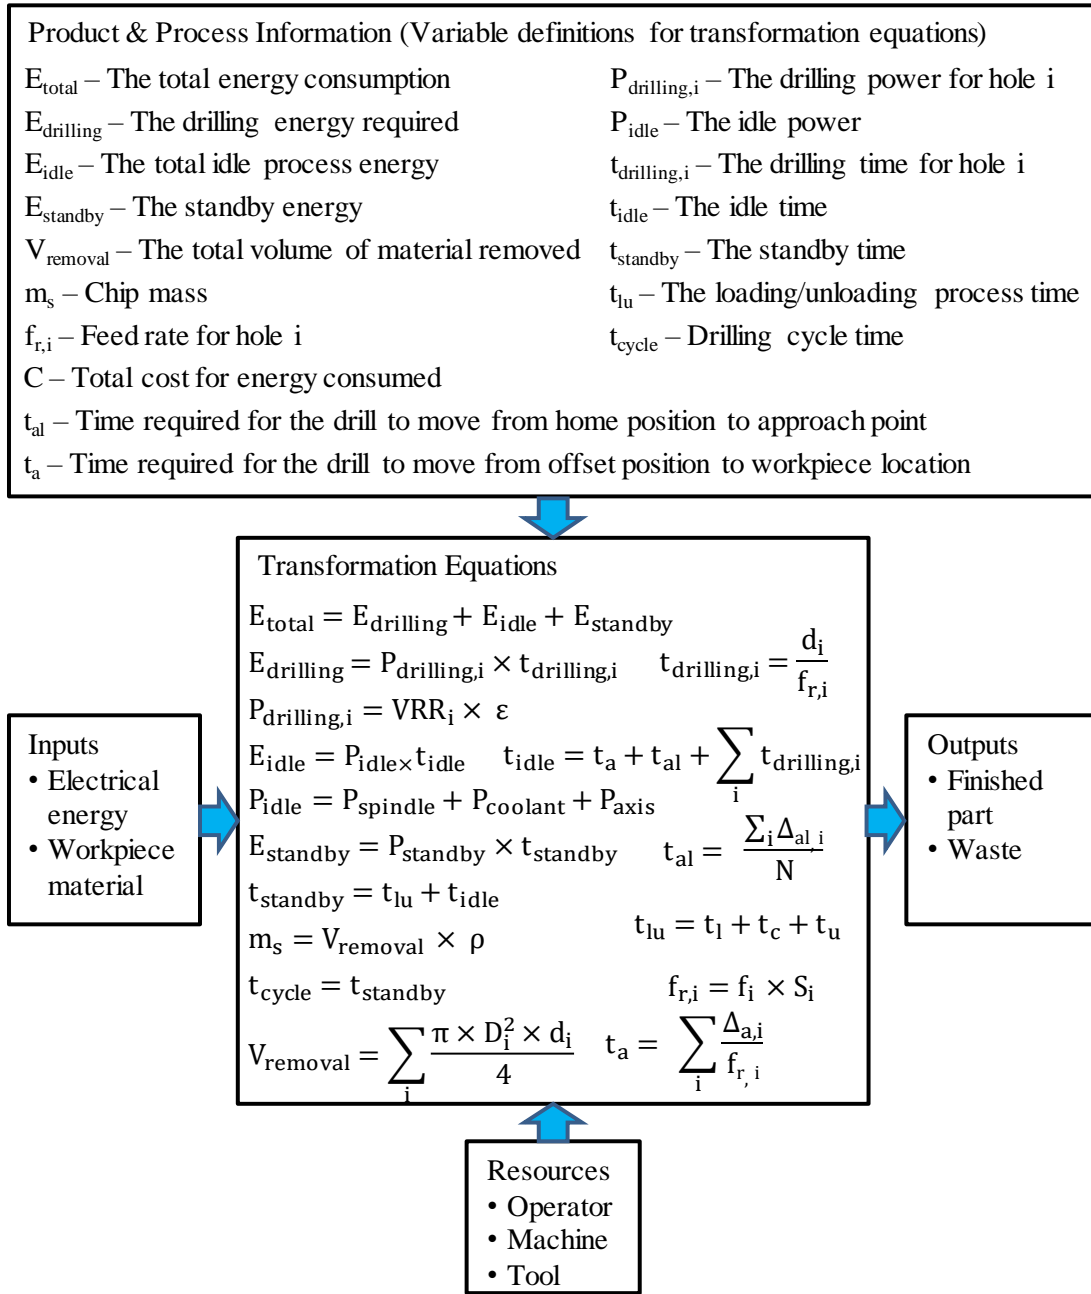 Product & Process Information (Variable definitions for transformation equations)
E_total – The total energy consumption
E_drilling – The drilling energy required
E_idle – The total idle process energy
E_standby – The standby energy
V_removal – The total volume of material removed
m_s – Chip mass
f_r,i – Feed rate for hole i
C – Total cost for energy consumed
t_al – Time required for the drill to move from home position to approach point
t_a – Time required for the drill to move from offset position to workpiece location
P_drilling,i – The drilling power for hole i
P_idle – The idle power
t_drilling,i – The drilling time for hole i
t_idle – The idle time
t_standby – The standby time
t_lu – The loading/unloading process time
t_cycle – Drilling cycle time
Transformation Equations
E_total = E_drilling + E_idle + E_standby
E_drilling = P_drilling,i × t_drilling,i t_drilling,i = d_i / f_r,i
P_drilling,i = VRR_i × ε
E_idle = P_idle× t_idle t_idle = t_a + t_al + ∑_i t_drilling,i
P_idle = P_spindle + P_coolant + P_axis
E_standby = P_standby × t_standby t_al = ∑_i Δ_al,i / N
t_standby = t_lu + t_idle
m_s = V_removal × ρ t_lu = t_l + t_c + t_u
t_cycle = t_standby f_r,i = f_i × S_i
V_removal = ∑_i π × D_i^2 × d_i / 4 t_a = ∑_i Δ_a,i / f_r,i
Inputs
• Electrical
energy
• Workpiece
material
Outputs
• Finished
part
• Waste
Resources
• Operator
• Machine
• Tool